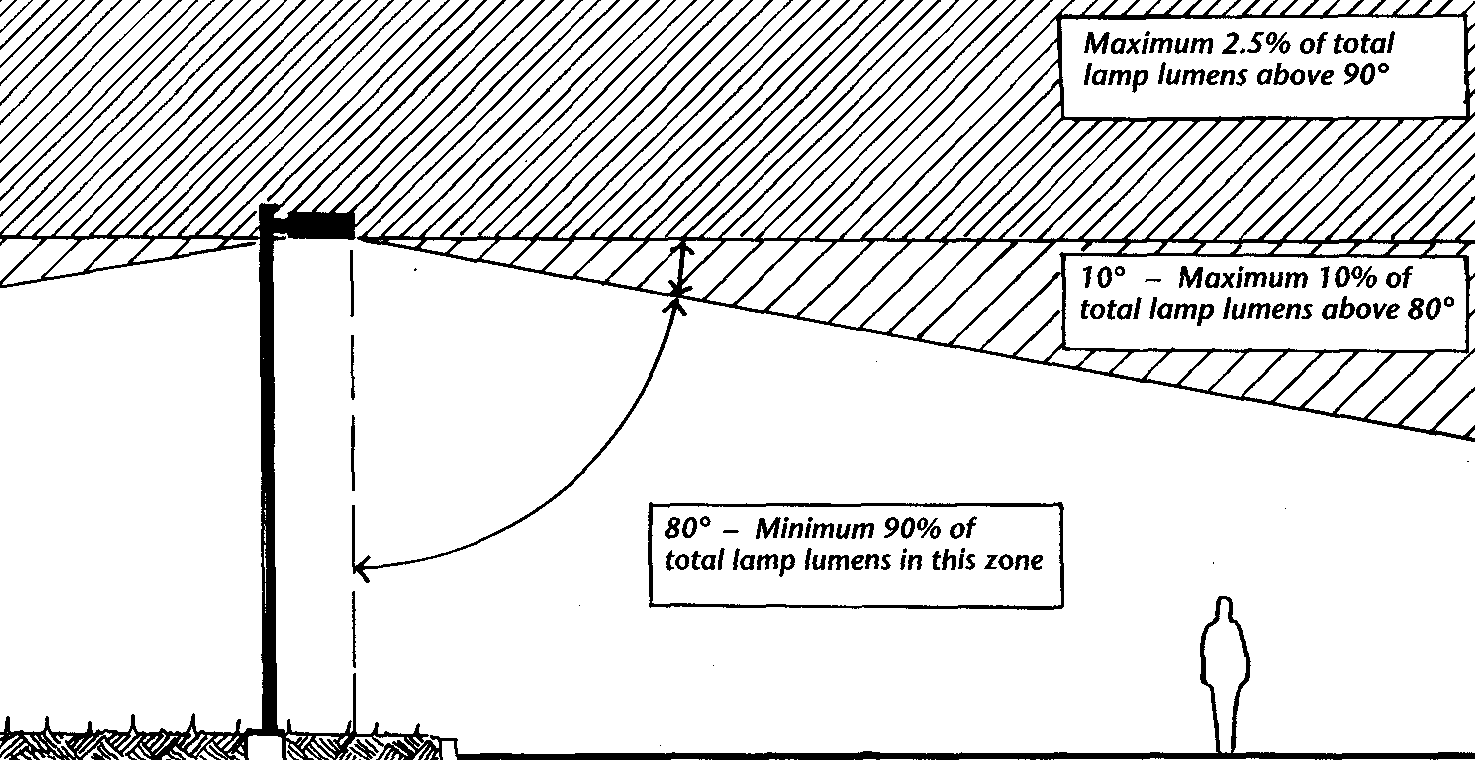 Maximum 2.5% of total
lamp lumens above 90°
10° – Maximum 10% of
total lamp lumens above 80°
80° – Minimum 90% of
total lamp lumens in this zone